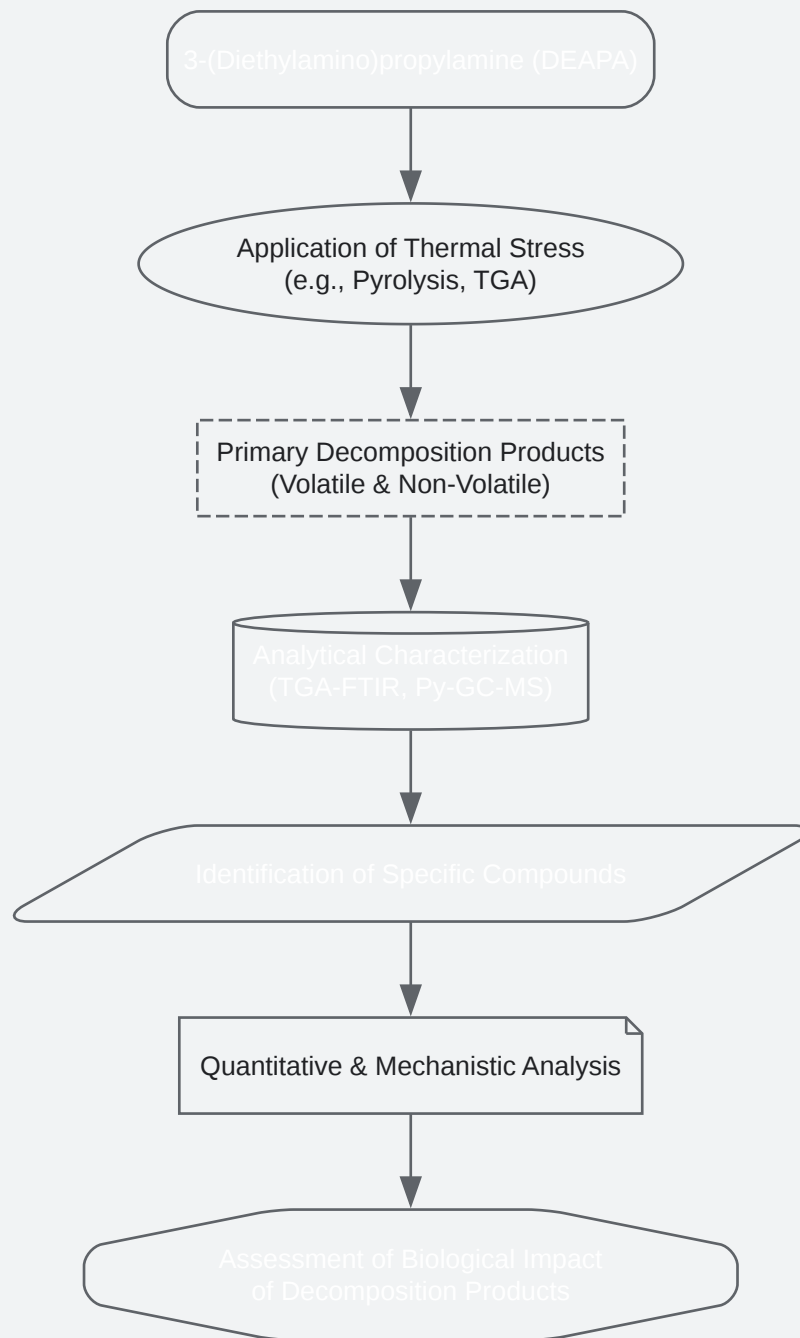 3-(Diethylamino)propylamine (DEAPA)
Application of Thermal Stress
(e.g., Pyrolysis, TGA)
Primary Decomposition Products
(Volatile & Non-Volatile)
Analytical Characterization
(TGA-FTIR, Py-GC-MS)
Identification of Specific Compounds
Quantitative & Mechanistic Analysis
Assessment of Biological Impact
of Decomposition Products